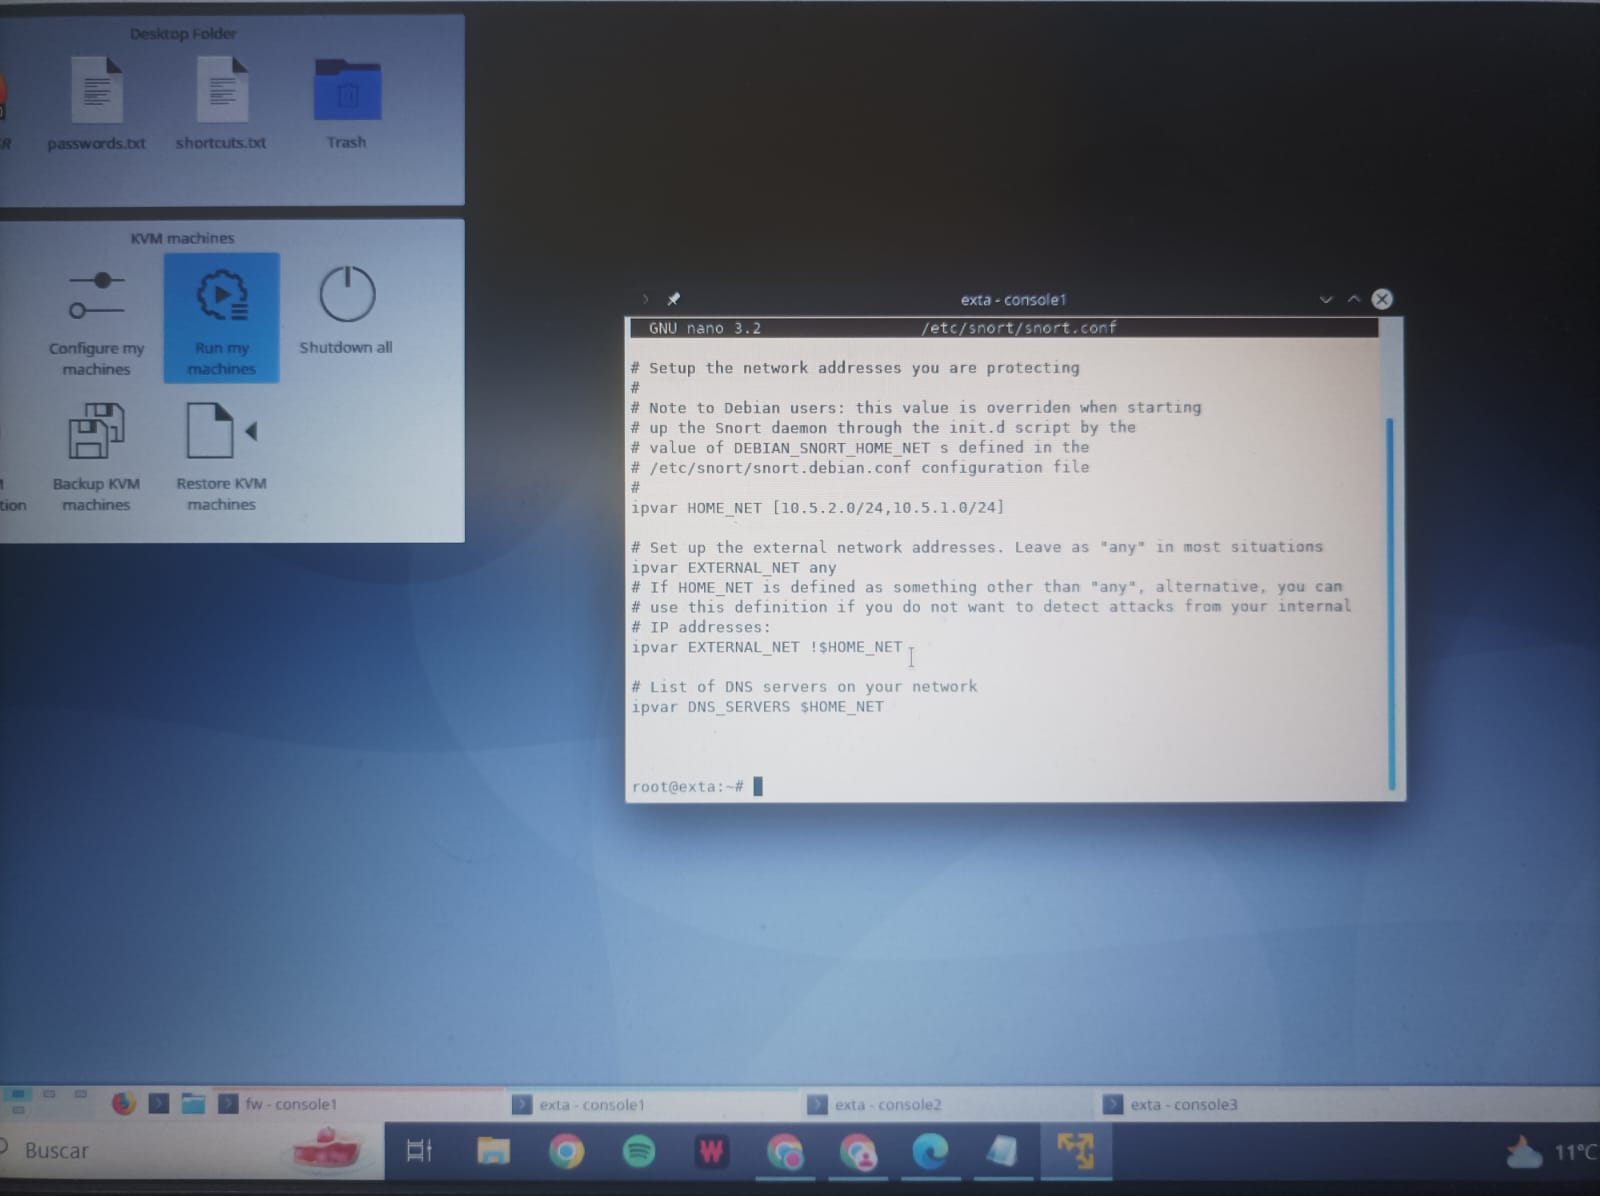 Desktop Folder
passwords.txt
shortcuts.txt
Trash
KVM machines
Configure my
machines
Run my
machines
Shutdown all
Backup KVM
machines
Restore KVM
machines
tion
exta - console1
GNU nano 3.2
/etc/snort/snort.conf
# Setup the network addresses you are protecting
#
# Note to Debian users: this value is overriden when starting
# up the Snort daemon through the init.d script by the
# value of DEBIAN_SNORT_HOME_NET s defined in the
# /etc/snort/snort.debian.conf configuration file
#
ipvar HOME_NET [10.5.2.0/24,10.5.1.0/24]
# Set up the external network addresses. Leave as "any" in most situations
ipvar EXTERNAL_NET any
# If HOME_NET is defined as something other than "any", alternative, you can
# use this definition if you do not want to detect attacks from your internal
# IP addresses:
ipvar EXTERNAL_NET !$HOME_NET
# List of DNS servers on your network
ipvar DNS_SERVERS $HOME_NET
root@exta:~#
fw - console1
exta - console1
exta - console2
exta - console3
Buscar
W
11°C